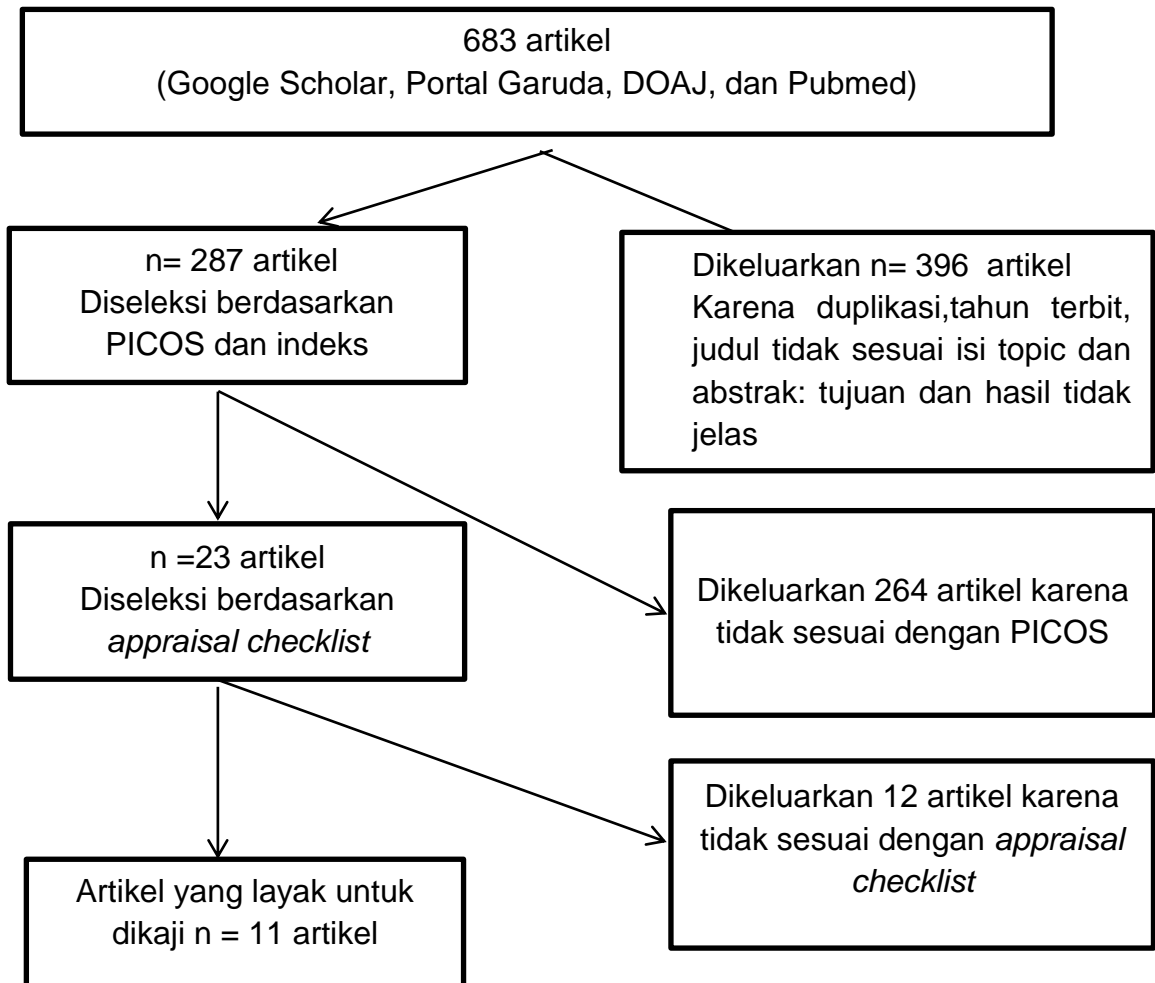 683 artikel
(Google Scholar, Portal Garuda, DOAJ, dan Pubmed)
n= 287 artikel
Diseleksi berdasarkan
PICOS dan indeks
Dikeluarkan n= 396 artikel
Karena duplikasi,tahun terbit,
judul tidak sesuai isi topic dan
abstrak: tujuan dan hasil tidak
jelas
n =23 artikel
Diseleksi berdasarkan
appraisal checklist
Dikeluarkan 264 artikel karena
tidak sesuai dengan PICOS
Dikeluarkan 12 artikel karena
tidak sesuai dengan appraisal
checklist
Artikel yang layak untuk
dikaji n = 11 artikel